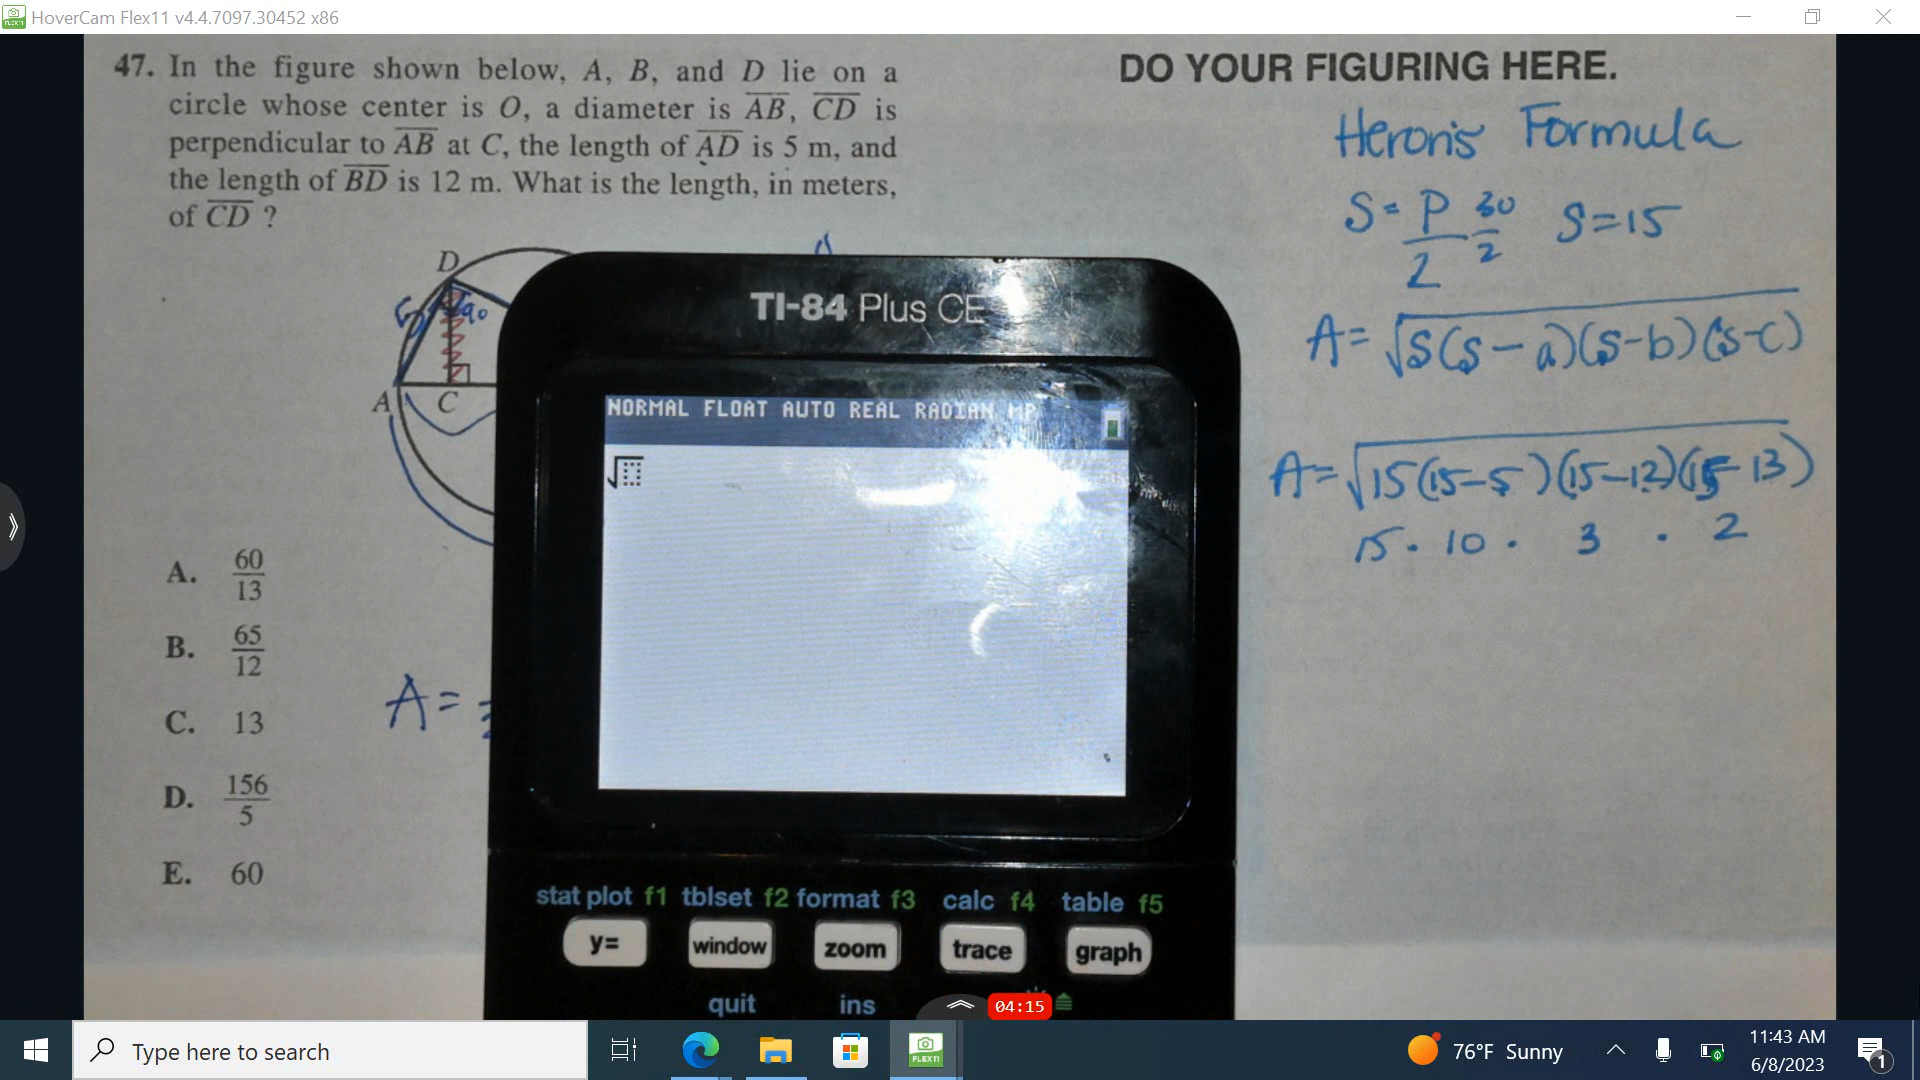 HoverCam Flex11 v4.4.7097.30452 x86
47. In the figure shown below, A, B, and D lie on a
circle whose center is O, a diameter is AB, CD is
perpendicular to AB at C, the length of AD is 5 m, and
the length of BD is 12 m. What is the length, in meters,
of CD ?
DO YOUR FIGURING HERE.
Heron's Formula
S = P/2 30/2 S=15
A= √S(s-a)(s-b)(s-c)
A=√15(15-5)(15-12)(15-13)
15 · 10 · 3 · 2
D
5
90
A
C
A. 60/13
B. 65/12
C. 13
D. 156/5
E. 60
A=
TI-84 Plus CE
NORMAL FLOAT AUTO REAL RADIAN MP
√
stat plot f1 tblset f2 format f3 calc f4 table f5
y= window zoom trace graph
quit ins
04:15
Type here to search
FLEX11
76°F Sunny
11:43 AM
6/8/2023
1